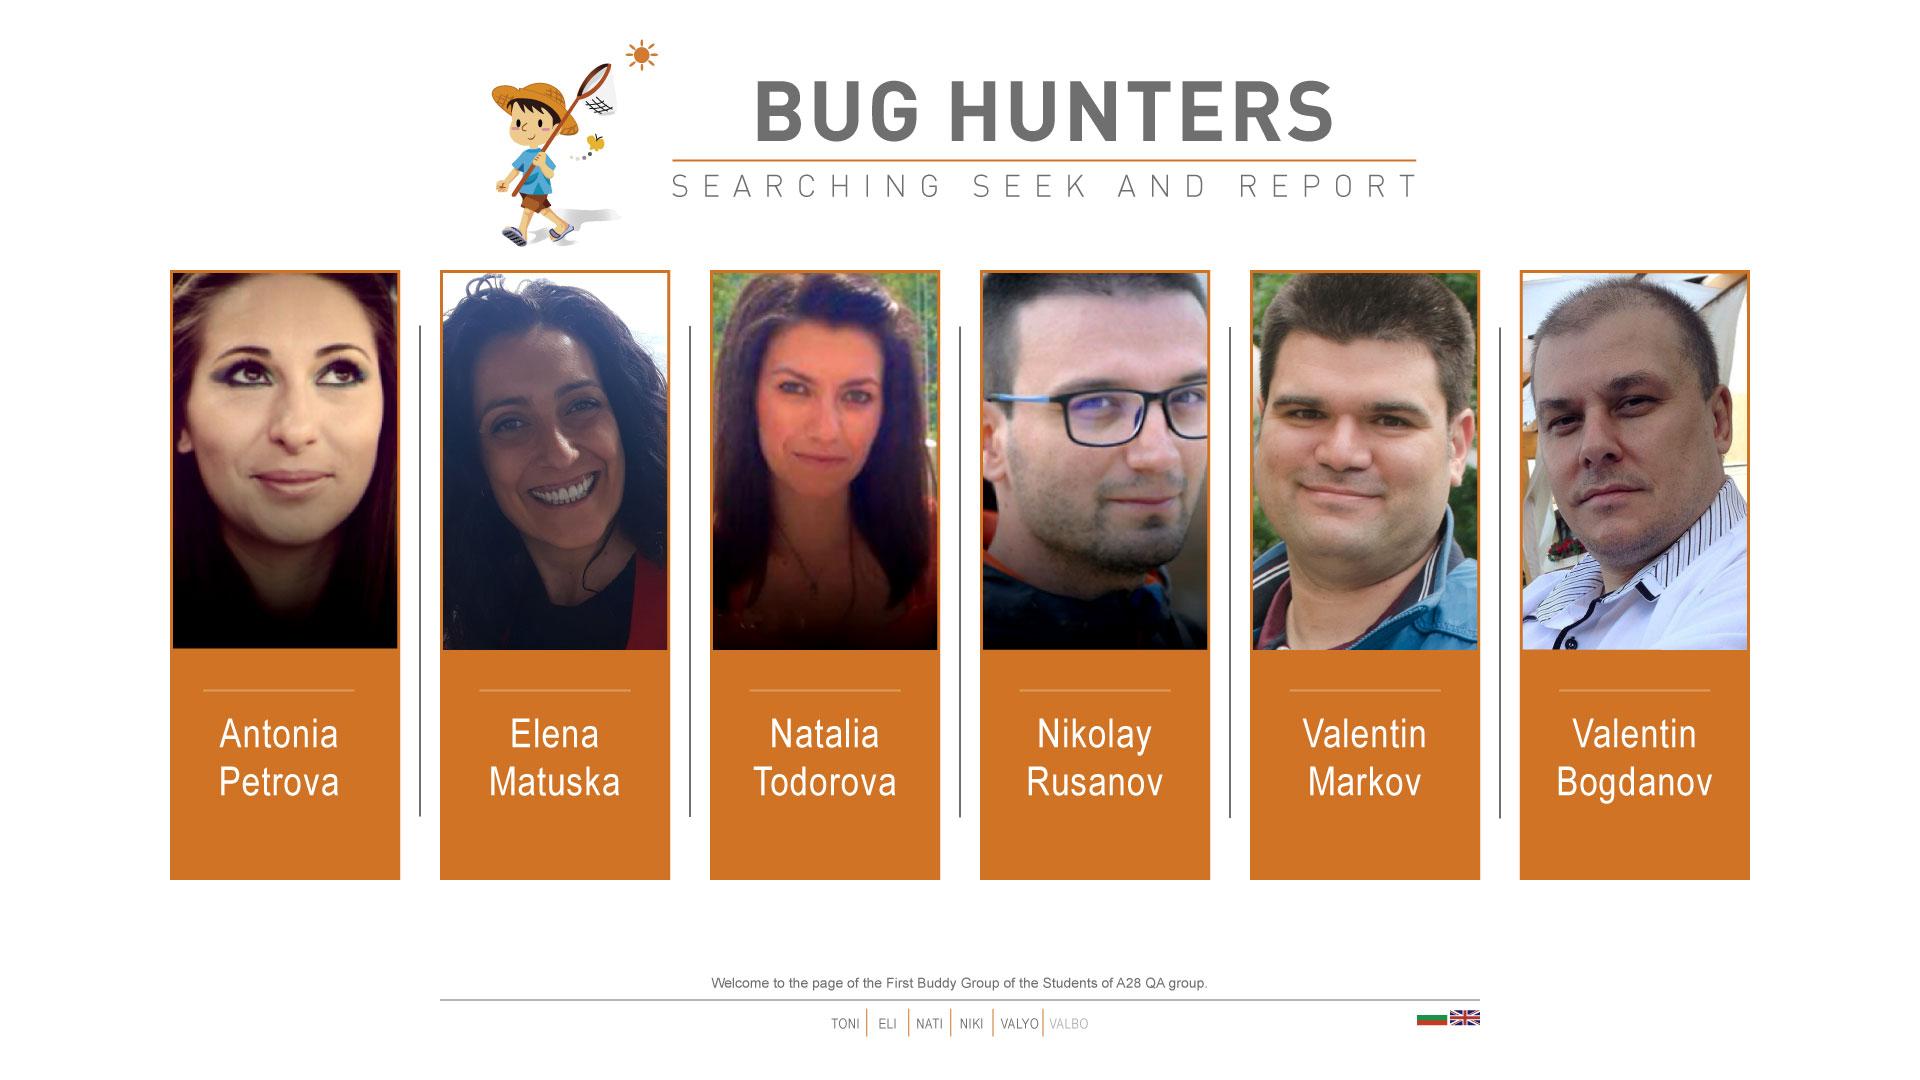 BUG HUNTERS
SEARCHING SEEK AND REPORT
Antonia
Petrova
Elena
Matuska
Natalia
Todorova
Nikolay
Rusanov
Valentin
Markov
Valentin
Bogdanov
Welcome to the page of the First Buddy Group of the Students of A28 QA group.
TONI ELI NATI NIKI VALYO VALBO